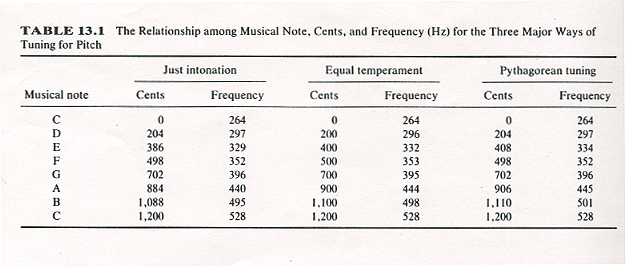 TABLE 13.1 The Relationship among Musical Note, Cents, and Frequency (Hz) for the Three Major Ways of
Tuning for Pitch
Just intonation Equal temperament Pythagorean tuning
Musical note Cents Frequency Cents Frequency Cents Frequency
C 0 264 0 264 0 264
D 204 297 200 296 204 297
E 386 329 400 332 408 334
F 498 352 500 353 498 352
G 702 396 700 395 702 396
A 884 440 900 444 906 445
B 1,088 495 1,100 498 1,110 501
C 1,200 528 1,200 528 1,200 528